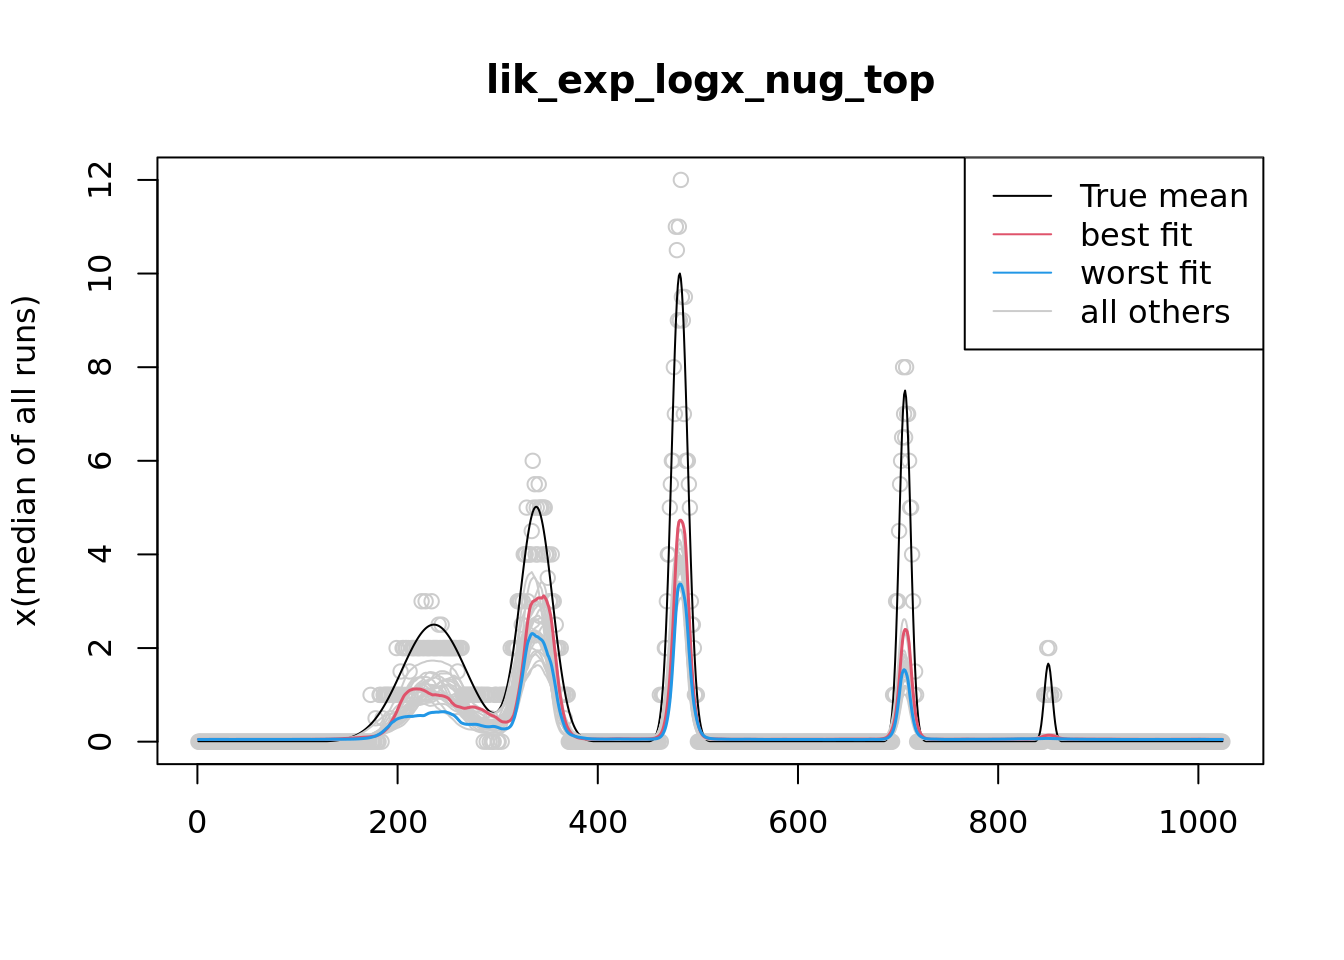 lik_exp_logx_nug_top
x(median of all runs)
12
10
8
6
4
2
0
True mean
best fit
worst fit
all others
0 200 400 600 800 1000